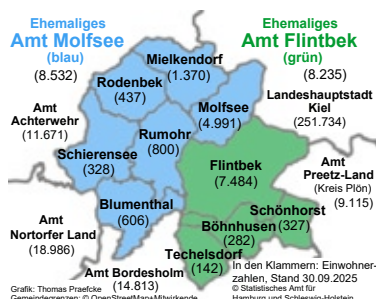 Ehemaliges
Amt Molfsee
(blau)
(8.532)
Ehemaliges
Amt Flintbek
(grün)
(8.235)
Mielkendorf
(1.370)
Rodenbek
(437)
Landeshauptstadt
Kiel
(251.734)
Molfsee
(4.991)
Amt
Achterwehr
(11.671)
Rumohr
(800)
Schierensee
(328)
Flintbek
(7.484)
Amt
Preetz-Land
(Kreis Plön)
(9.115)
Blumenthal
(606)
Schönhorst
(327)
Böhnhusen
(282)
Amt
Nortorfer Land
(18.986)
Techelsdorf
(142)
Amt Bordesholm
(14.813)
In den Klammern: Einwohner-
zahlen, Stand 30.09.2025
Grafik: Thomas Praefcke
Gemeindegrenzen: © OpenStreetMap-Mitwirkende
© Statistisches Amt für
Hamburg und Schleswig-Holstein